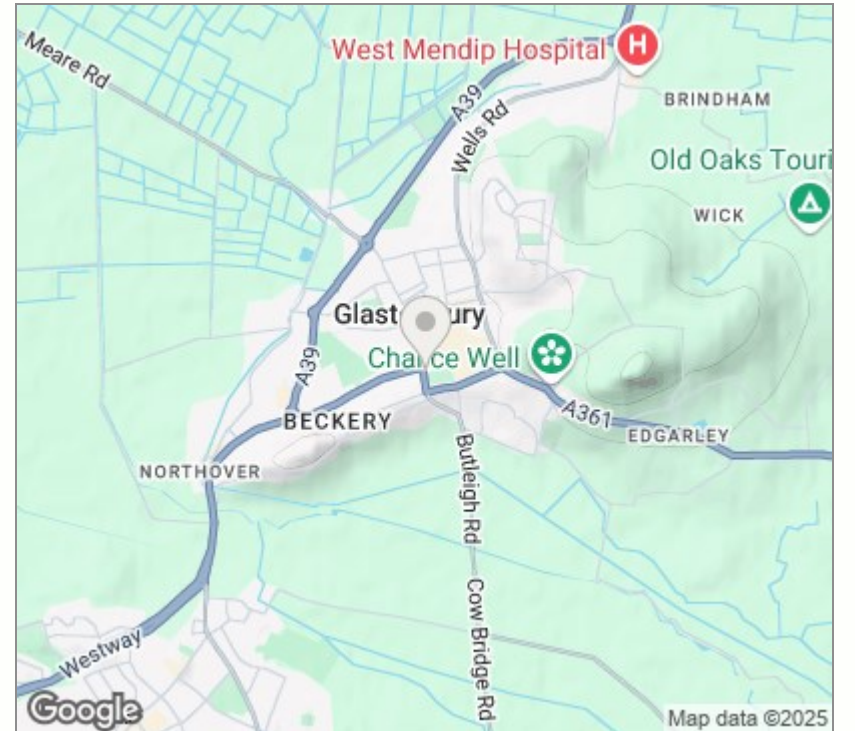 Meare Rd
West Mendip Hospital
H
A39
Wells Rd
BRINDHAM
Old Oaks Touri
WICK
Glast
ury
Cha
ce Well
A39
BECKERY
A361
EDGARLEY
NORTHOVER
Butleigh Rd
Cow Bridge Rd
Westway
Google
Map data ©2025